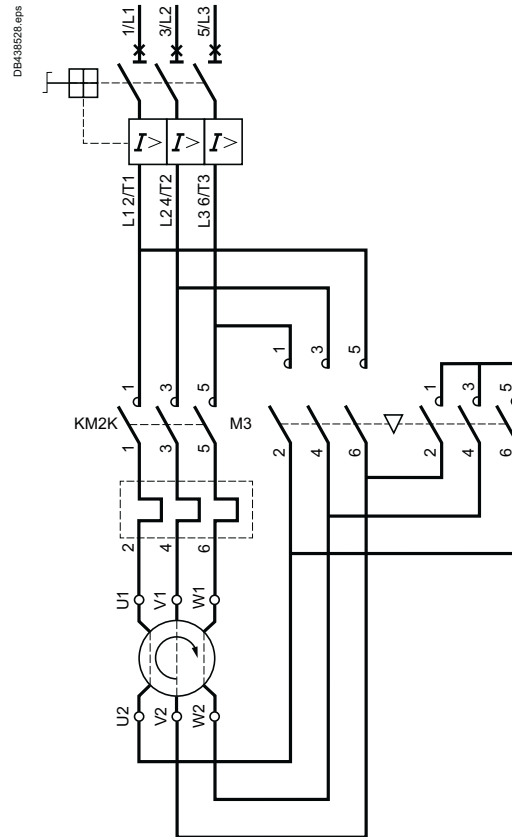 DB438528.eps
1/L1
3/L2
5/L3
I> I> I>
L1 2/T1
L2 4/T2
L3 6/T3
1 3 5
1 3 5
1 3 5
KM2K
M3
1 3 5
2 4 6
2 4 6
2 4 6
U1
V1
W1
U2
V2
W2